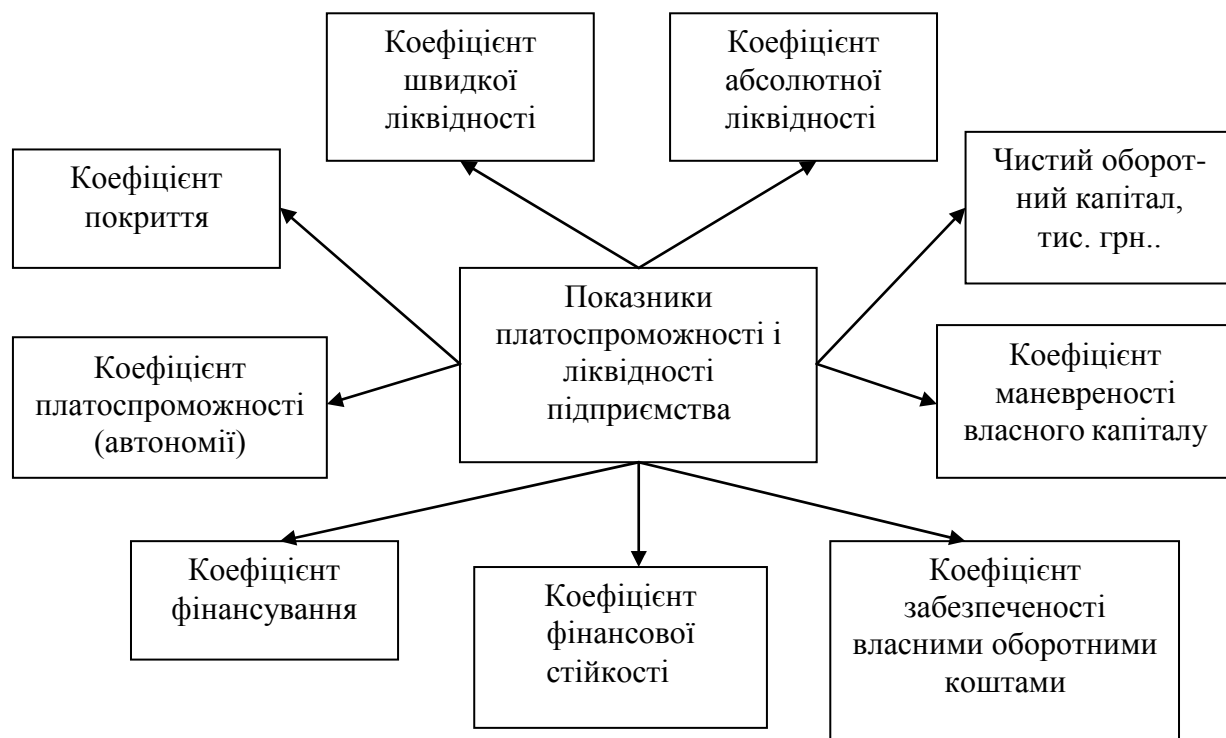 Коефіцієнт
швидкої
ліквідності
Коефіцієнт
абсолютної
ліквідності
Коефіцієнт
покриття
Чистий оборот-
ний капітал,
тис. грн..
Показники
платоспроможності і
ліквідності
підприємства
Коефіцієнт
платоспроможності
(автономії)
Коефіцієнт
маневреності
власного капіталу
Коефіцієнт
фінансування
Коефіцієнт
фінансової
стійкості
Коефіцієнт
забезпеченості
власними оборотними
коштами